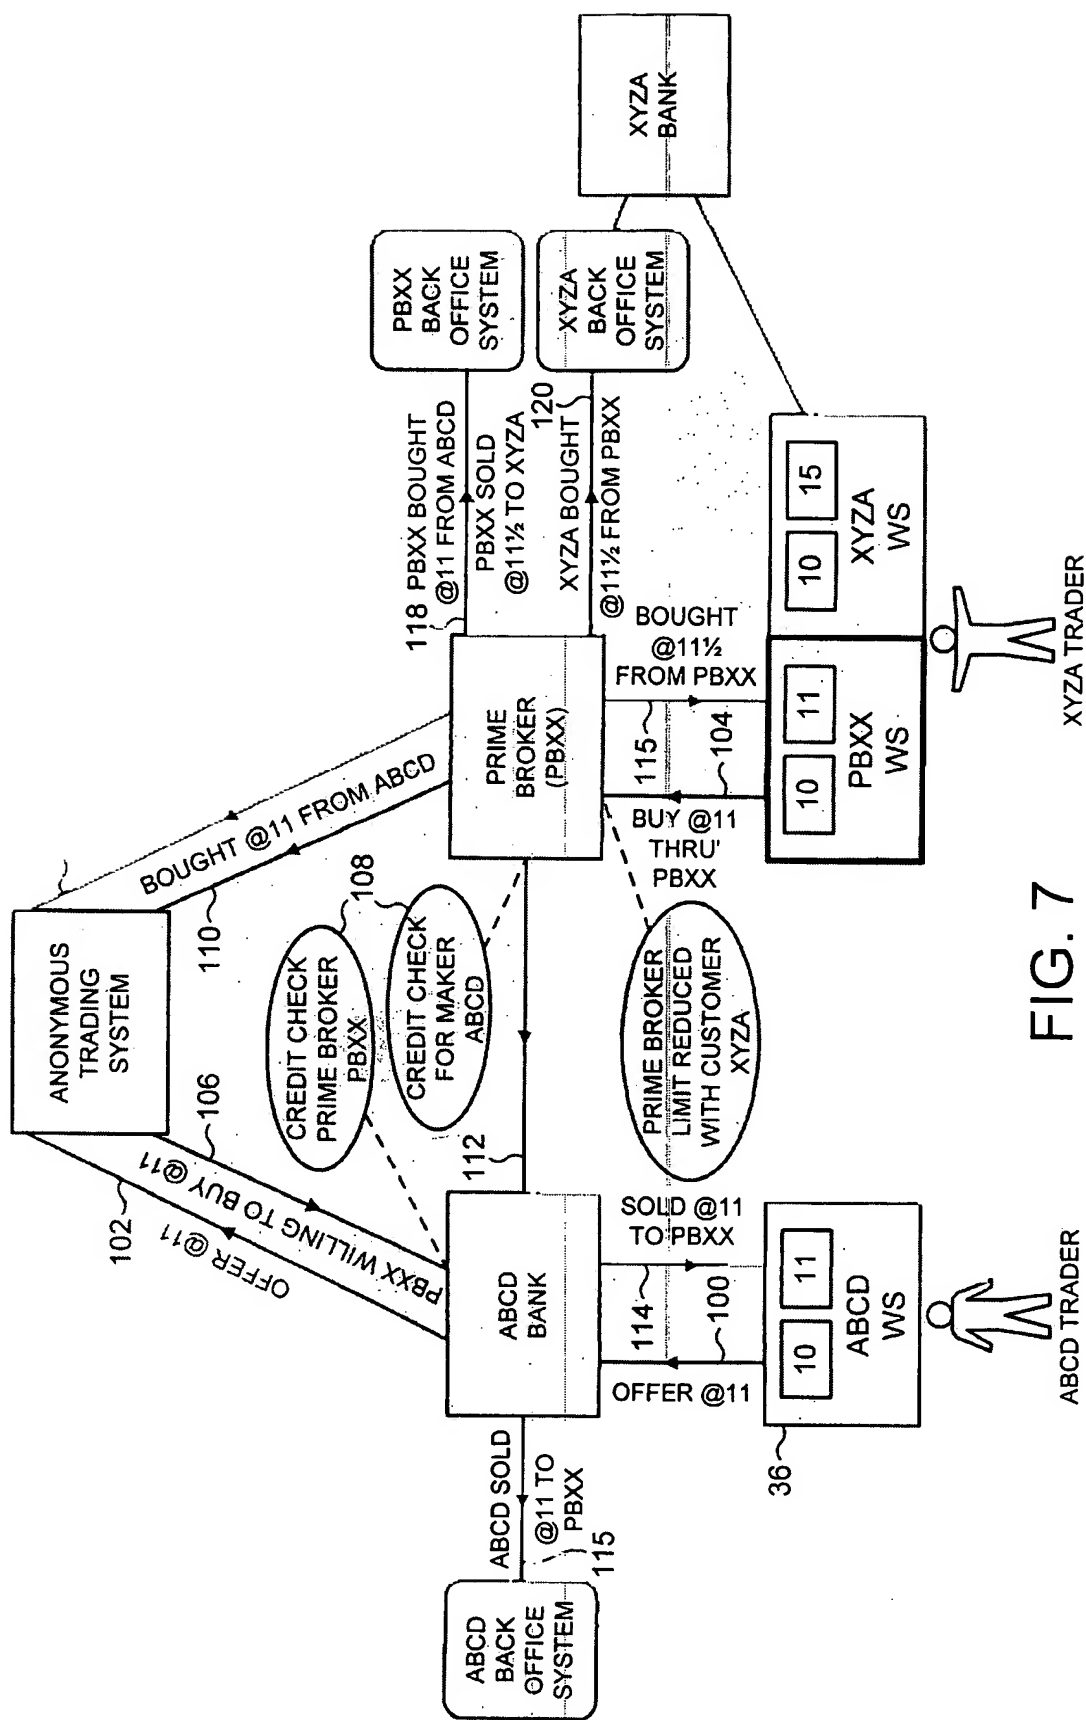 ANONYMOUS
TRADING
SYSTEM
102
OFFER @11
PBXX WILLING TO BUY @11
106
110
BOUGHT @11 FROM ABCD
CREDIT CHECK
PRIME BROKER
PBXX
108
CREDIT CHECK
FOR MAKER
ABCD
ABCD
BACK
OFFICE
SYSTEM
ABCD SOLD
@11 TO
PBXX
115
ABCD
BANK
112
PRIME
BROKER
(PBXX)
118 PBXX BOUGHT
@11 FROM ABCD
PBXX SOLD
@11½ TO XYZA
PBXX
BACK
OFFICE
SYSTEM
XYZA BOUGHT
120
@11½ FROM PBXX
XYZA
BACK
OFFICE
SYSTEM
XYZA
BANK
PRIME BROKER
LIMIT REDUCED
WITH CUSTOMER
XYZA
OFFER @11
100
114
SOLD @11
TO PBXX
BUY @11
THRU'
PBXX
104
115
BOUGHT
@11½
FROM PBXX
36
10 11
ABCD
WS
10 11
PBXX
WS
10 15
XYZA
WS
ABCD TRADER
XYZA TRADER
FIG. 7